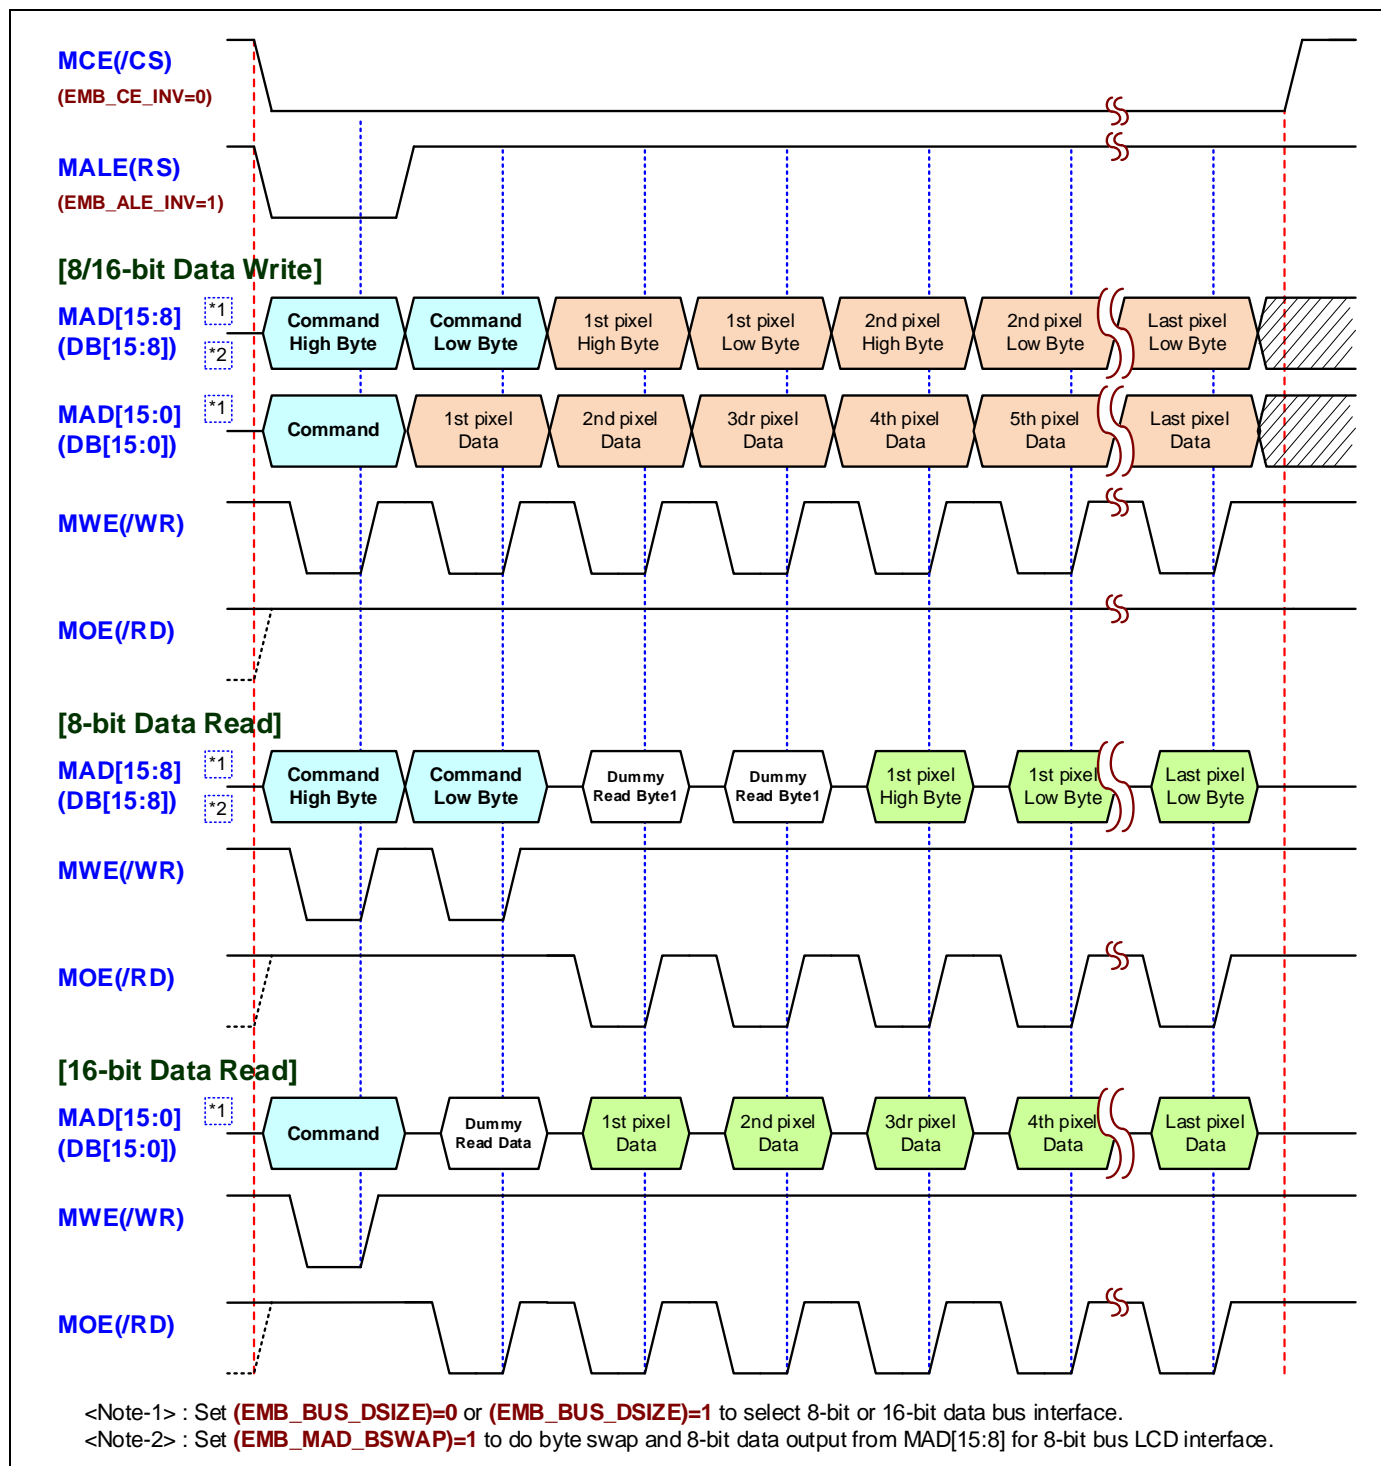 MCE(/CS)
(EMB_CE_INV=0)
MALE(RS)
(EMB_ALE_INV=1)
[8/16-bit Data Write]
MAD[15:8] *1
(DB[15:8]) *2
Command High Byte
Command Low Byte
1st pixel High Byte
1st pixel Low Byte
2nd pixel High Byte
2nd pixel Low Byte
Last pixel Low Byte
MAD[15:0] *1
(DB[15:0])
Command
1st pixel Data
2nd pixel Data
3dr pixel Data
4th pixel Data
5th pixel Data
Last pixel Data
MWE(/WR)
MOE(/RD)
[8-bit Data Read]
MAD[15:8] *1
(DB[15:8]) *2
Command High Byte
Command Low Byte
Dummy Read Byte1
Dummy Read Byte1
1st pixel High Byte
1st pixel Low Byte
Last pixel Low Byte
MWE(/WR)
MOE(/RD)
[16-bit Data Read]
MAD[15:0] *1
(DB[15:0])
Command
Dummy Read Data
1st pixel Data
2nd pixel Data
3dr pixel Data
4th pixel Data
Last pixel Data
MWE(/WR)
MOE(/RD)
<Note-1> : Set (EMB_BUS_DSIZE)=0 or (EMB_BUS_DSIZE)=1 to select 8-bit or 16-bit data bus interface.
<Note-2> : Set (EMB_MAD_BSWAP)=1 to do byte swap and 8-bit data output from MAD[15:8] for 8-bit bus LCD interface.